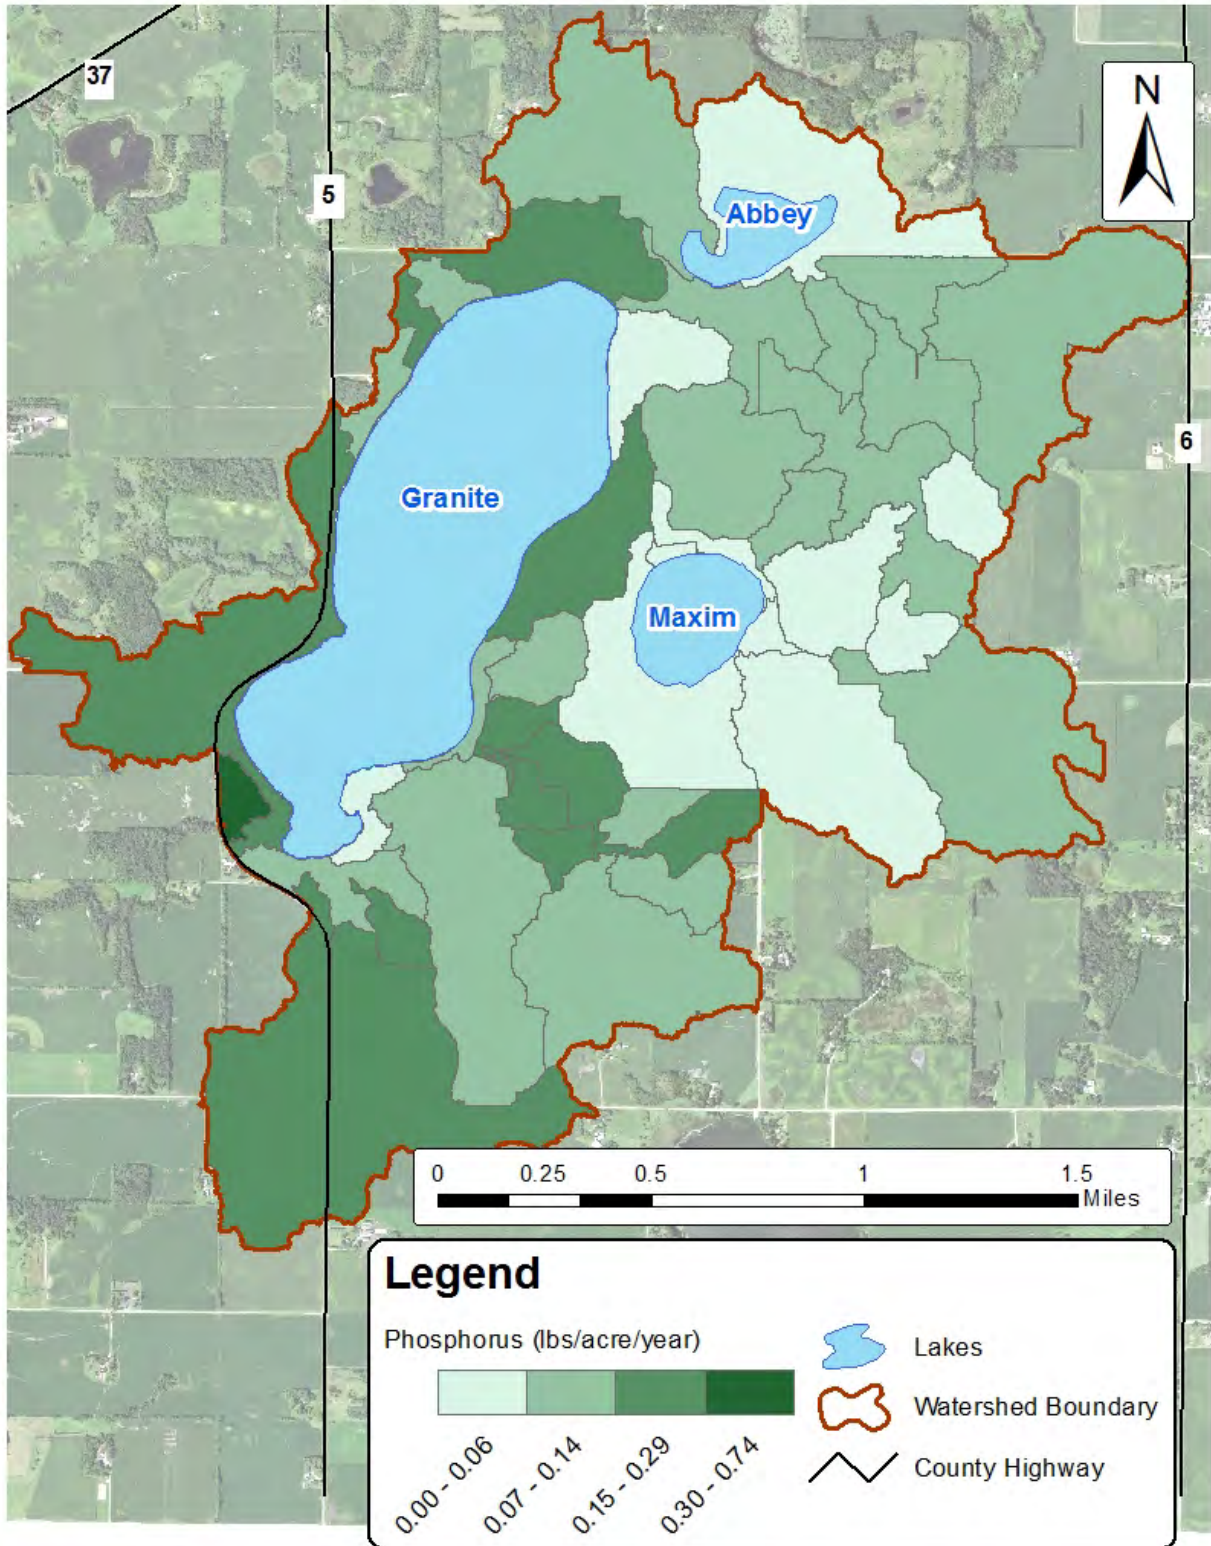 37
N
5
Abbey
6
Granite
Maxim
0 0.25 0.5 1 1.5
Miles
Legend
Phosphorus (lbs/acre/year)
0.00 - 0.06
0.07 - 0.14
0.15 - 0.29
0.30 - 0.74
Lakes
Watershed Boundary
County Highway